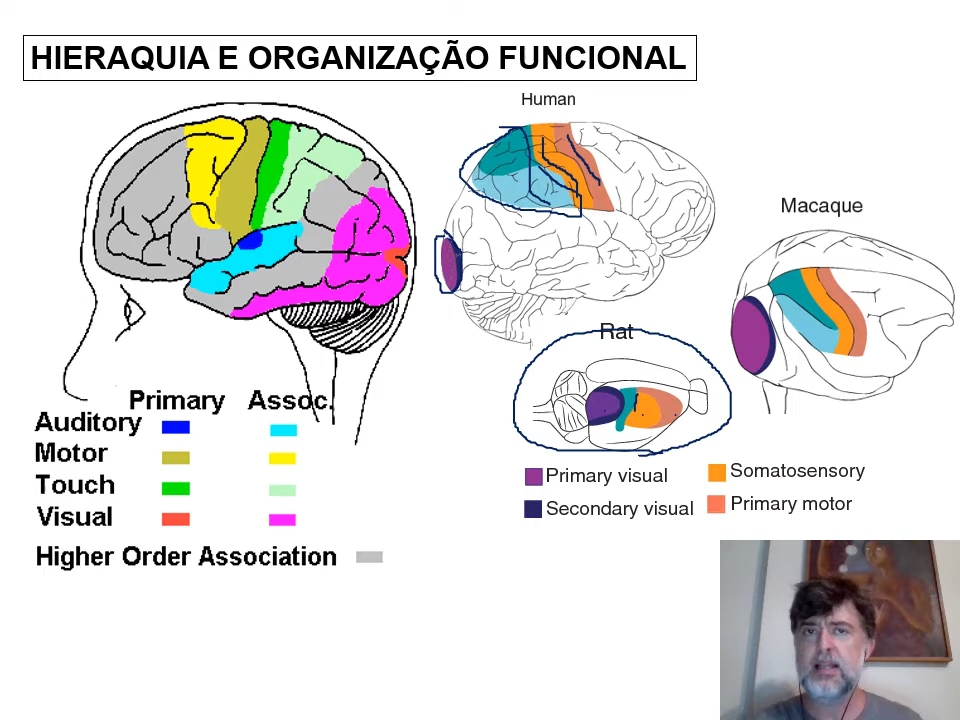 HIERAQUIA E ORGANIZAÇÃO FUNCIONAL
Human
Macaque
Rat
Primary Assoc.
Auditory
Motor
Touch
Visual
Higher Order Association
Primary visual
Secondary visual
Somatosensory
Primary motor